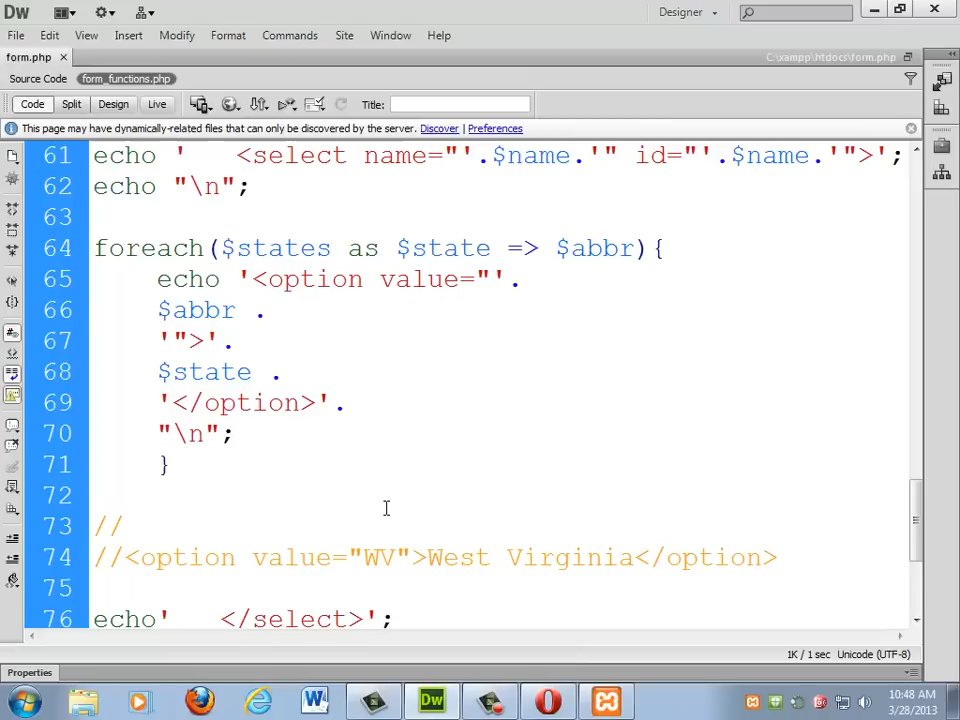 Dw
Designer
File Edit View Insert Modify Format Commands Site Window Help
form.php C:\xampp\htdocs\form.php
Source Code form_functions.php
Code Split Design Live Title:
This page may have dynamically-related files that can only be discovered by the server. Discover | Preferences
61 echo '   <select name="'.$name.'" id="'.$name.'">';
62 echo "\n";
63
64 foreach($states as $state => $abbr){
65 echo '<option value="'.
66 $abbr .
67 '">'.
68 $state .
69 '</option>'.
70 "\n";
71 }
72
73 //
74 //<option value="WV">West Virginia</option>
75
76 echo'   </select>';
1K / 1 sec Unicode (UTF-8)
Properties
Dw
10:48 AM
3/28/2013